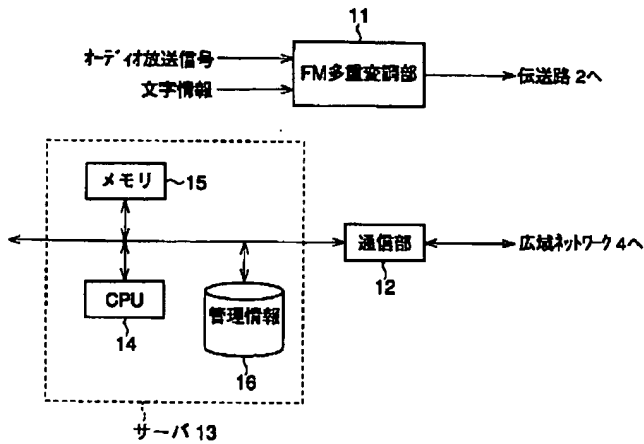 11
オーディオ放送信号
文字情報
FM多重変調部
伝送路2へ
メモリ
15
通信部
12
広域ネットワーク4へ
CPU
14
管理情報
16
サーバ13